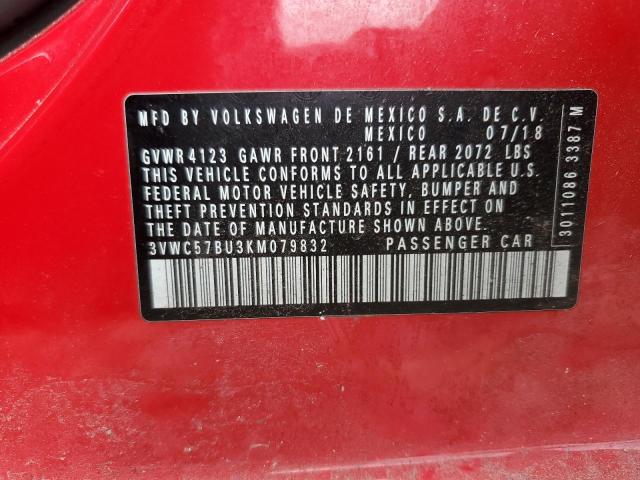 MFD BY VOLKSWAGEN DE MEXICO S.A. DE C.V.
MEXICO 07/18
GVWR 4123 GAWR FRONT 2161 / REAR 2072 LBS
THIS VEHICLE CONFORMS TO ALL APPLICABLE U.S.
FEDERAL MOTOR VEHICLE SAFETY, BUMPER AND
THEFT PREVENTION STANDARDS IN EFFECT ON
THE DATE OF MANUFACTURE SHOWN ABOVE.
3VWC57BU3KM079832 PASSENGER CAR
3011086 3387 M